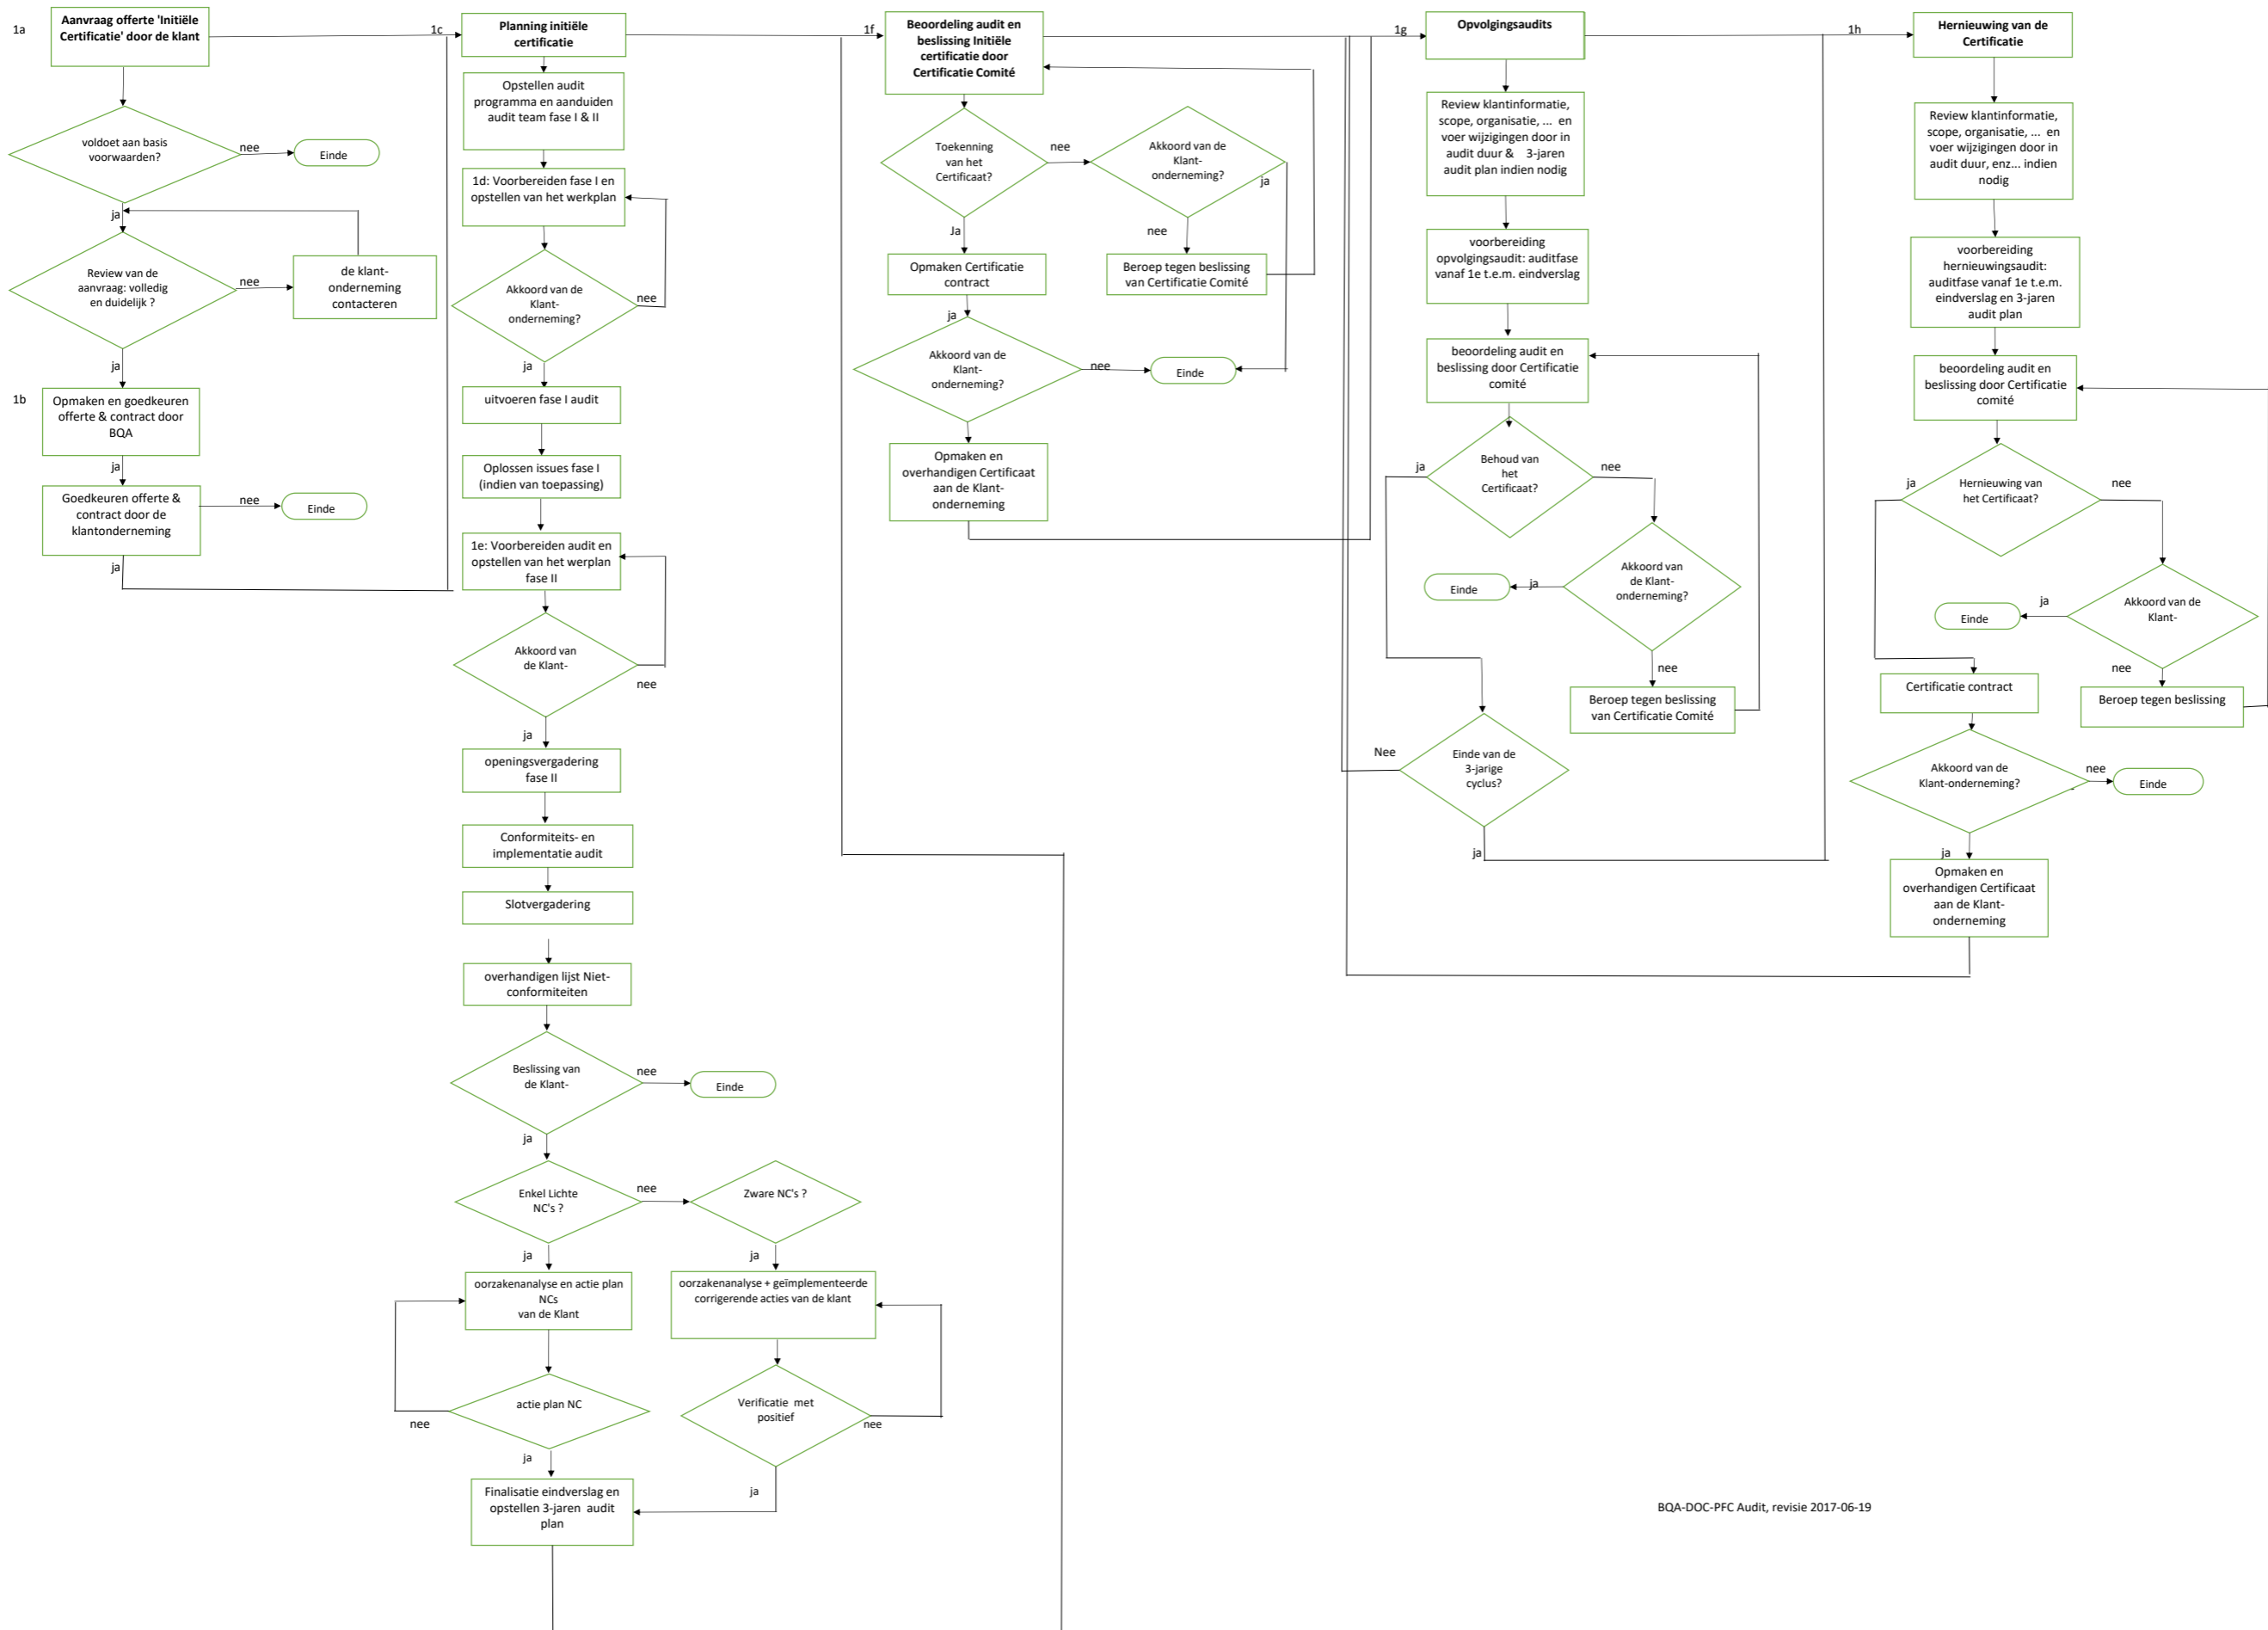 1a
Aanvraag offerte 'Initiële
Certificatie' door de klant
voldoet aan basis
voorwaarden?
nee
Einde
ja
Review van de
aanvraag: volledig
en duidelijk ?
nee
de klant-
onderneming
contacteren
ja
1b
Opmaken en goedkeuren
offerte & contract door
BQA
ja
Goedkeuren offerte &
contract door de
klantonderneming
nee
Einde
ja
1c
Planning initiële
certificatie
Opstellen audit
programma en aanduiden
audit team fase I & II
1d: Voorbereiden fase I en
opstellen van het werkplan
Akkoord van de
Klant-
onderneming?
nee
ja
uitvoeren fase I audit
Oplossen issues fase I
(indien van toepassing)
1e: Voorbereiden audit en
opstellen van het werplan
fase II
Akkoord van
de Klant-
nee
ja
openingsvergadering
fase II
Conformiteits- en
implementatie audit
Slotvergadering
overhandigen lijst Niet-
conformiteiten
Beslissing van
de Klant-
nee
Einde
ja
Enkel Lichte
NC's ?
nee
Zware NC's ?
ja
ja
oorzakenanalyse en actie plan
NCs
van de Klant
oorzakenanalyse + geïmplementeerde
corrigerende acties van de klant
actie plan NC
nee
Verificatie  met
positief
nee
ja
ja
Finalisatie eindverslag en
opstellen 3-jaren  audit
plan
1f
Beoordeling audit en
beslissing Initiële
certificatie door
Certificatie Comité
Toekenning
van het
Certificaat?
nee
Akkoord van de
Klant-
onderneming?
ja
Ja
nee
Opmaken Certificatie
contract
Beroep tegen beslissing
van Certificatie Comité
ja
Akkoord van de
Klant-
onderneming?
nee
Einde
Opmaken en
overhandigen Certificaat
aan de Klant-
onderneming
1g
Opvolgingsaudits
Review klantinformatie,
scope, organisatie, ...  en
voer wijzigingen door in
audit duur &    3-jaren
audit plan indien nodig
voorbereiding
opvolgingsaudit: auditfase
vanaf 1e t.e.m. eindverslag
beoordeling audit en
beslissing door Certificatie
comité
ja
Behoud van
het
Certificaat?
nee
Akkoord van
de Klant-
onderneming?
ja
Einde
nee
Beroep tegen beslissing
van Certificatie Comité
Nee
Einde van de
3-jarige
cyclus?
ja
1h
Hernieuwing van de
Certificatie
Review klantinformatie,
scope, organisatie, ...  en
voer wijzigingen door in
audit duur, enz... indien
nodig
voorbereiding
hernieuwingsaudit:
auditfase vanaf 1e t.e.m.
eindverslag en 3-jaren
audit plan
beoordeling audit en
beslissing door Certificatie
comité
ja
Hernieuwing van
het Certificaat?
nee
Akkoord van de
Klant-
ja
Einde
nee
Certificatie contract
Beroep tegen beslissing
Akkoord van de
Klant-onderneming?
nee
Einde
ja
Opmaken en
overhandigen Certificaat
aan de Klant-
onderneming
BQA-DOC-PFC Audit, revisie 2017-06-19